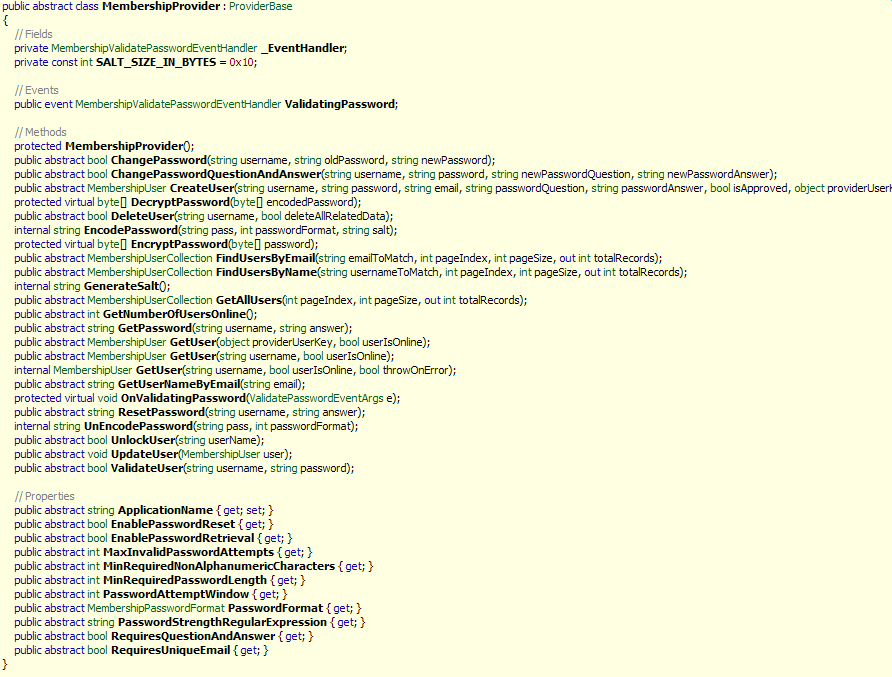 public abstract class MembershipProvider : ProviderBase
{
// Fields
private MembershipValidatePasswordEventHandler _EventHandler;
private const int SALT_SIZE_IN_BYTES = 0x10;
// Events
public event MembershipValidatePasswordEventHandler ValidatingPassword;
// Methods
protected MembershipProvider();
public abstract bool ChangePassword(string username, string oldPassword, string newPassword);
public abstract bool ChangePasswordQuestionAndAnswer(string username, string password, string newPasswordQuestion, string newPasswordAnswer);
public abstract MembershipUser CreateUser(string username, string password, string email, string passwordQuestion, string passwordAnswer, bool isApproved, object providerUserK
protected virtual byte[] DecryptPassword(byte[] encodedPassword);
public abstract bool DeleteUser(string username, bool deleteAllRelatedData);
internal string EncodePassword(string pass, int passwordFormat, string salt);
protected virtual byte[] EncryptPassword(byte[] password);
public abstract MembershipUserCollection FindUsersByEmail(string emailToMatch, int pageIndex, int pageSize, out int totalRecords);
public abstract MembershipUserCollection FindUsersByName(string usernameToMatch, int pageIndex, int pageSize, out int totalRecords);
internal string GenerateSalt();
public abstract MembershipUserCollection GetAllUsers(int pageIndex, int pageSize, out int totalRecords);
public abstract int GetNumberOfUsersOnline();
public abstract string GetPassword(string username, string answer);
public abstract MembershipUser GetUser(object providerUserKey, bool userIsOnline);
public abstract MembershipUser GetUser(string username, bool userIsOnline);
internal MembershipUser GetUser(string username, bool userIsOnline, bool throwOnError);
public abstract string GetUserNameByEmail(string email);
protected virtual void OnValidatingPassword(ValidatePasswordEventArgs e);
public abstract string ResetPassword(string username, string answer);
internal string UnEncodePassword(string pass, int passwordFormat);
public abstract bool UnlockUser(string userName);
public abstract void UpdateUser(MembershipUser user);
public abstract bool ValidateUser(string username, string password);
// Properties
public abstract string ApplicationName { get; set; }
public abstract bool EnablePasswordReset { get; }
public abstract bool EnablePasswordRetrieval { get; }
public abstract int MaxInvalidPasswordAttempts { get; }
public abstract int MinRequiredNonAlphanumericCharacters { get; }
public abstract int MinRequiredPasswordLength { get; }
public abstract int PasswordAttemptWindow { get; }
public abstract MembershipPasswordFormat PasswordFormat { get; }
public abstract string PasswordStrengthRegularExpression { get; }
public abstract bool RequiresQuestionAndAnswer { get; }
public abstract bool RequiresUniqueEmail { get; }
}